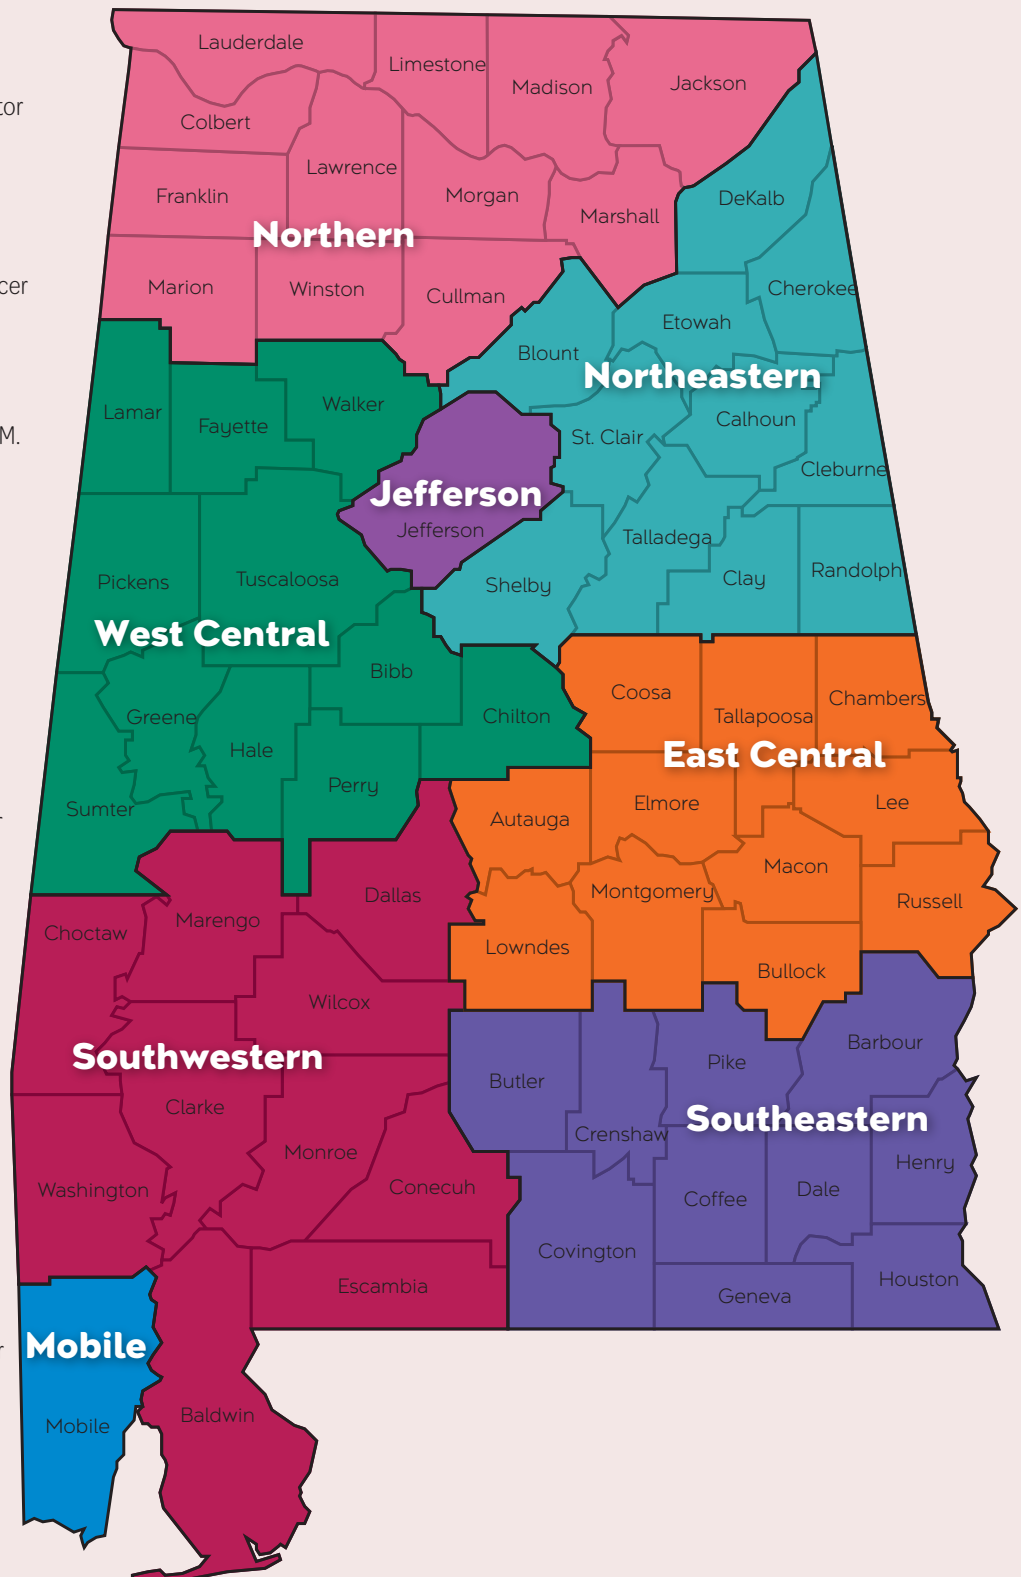 Lauderdale
Limestone
Madison
Jackson
tor
Colbert
Lawrence
Franklin
Morgan
DeKalb
Marshall
Northern
cer
Marion
Winston
Cullman
Cherokee
Etowah
Blount
Northeastern
Lamar
Walker
Fayette
Calhoun
M.
St. Clair
Cleburne
Jefferson
Jefferson
Talladega
Pickens
Tuscaloosa
Shelby
Clay
Randolph
West Central
Bibb
Coosa
Chambers
Greene
Chilton
Tallapoosa
Hale
East Central
Perry
Elmore
Lee
Sumter
Autauga
Macon
Dallas
Montgomery
Russell
Marengo
Choctaw
Lowndes
Bullock
Wilcox
Barbour
Southwestern
Pike
Butler
Clarke
Southeastern
Crenshaw
Monroe
Henry
Washington
Conecuh
Coffee
Dale
Covington
Escambia
Houston
Geneva
Mobile
Baldwin
Mobile